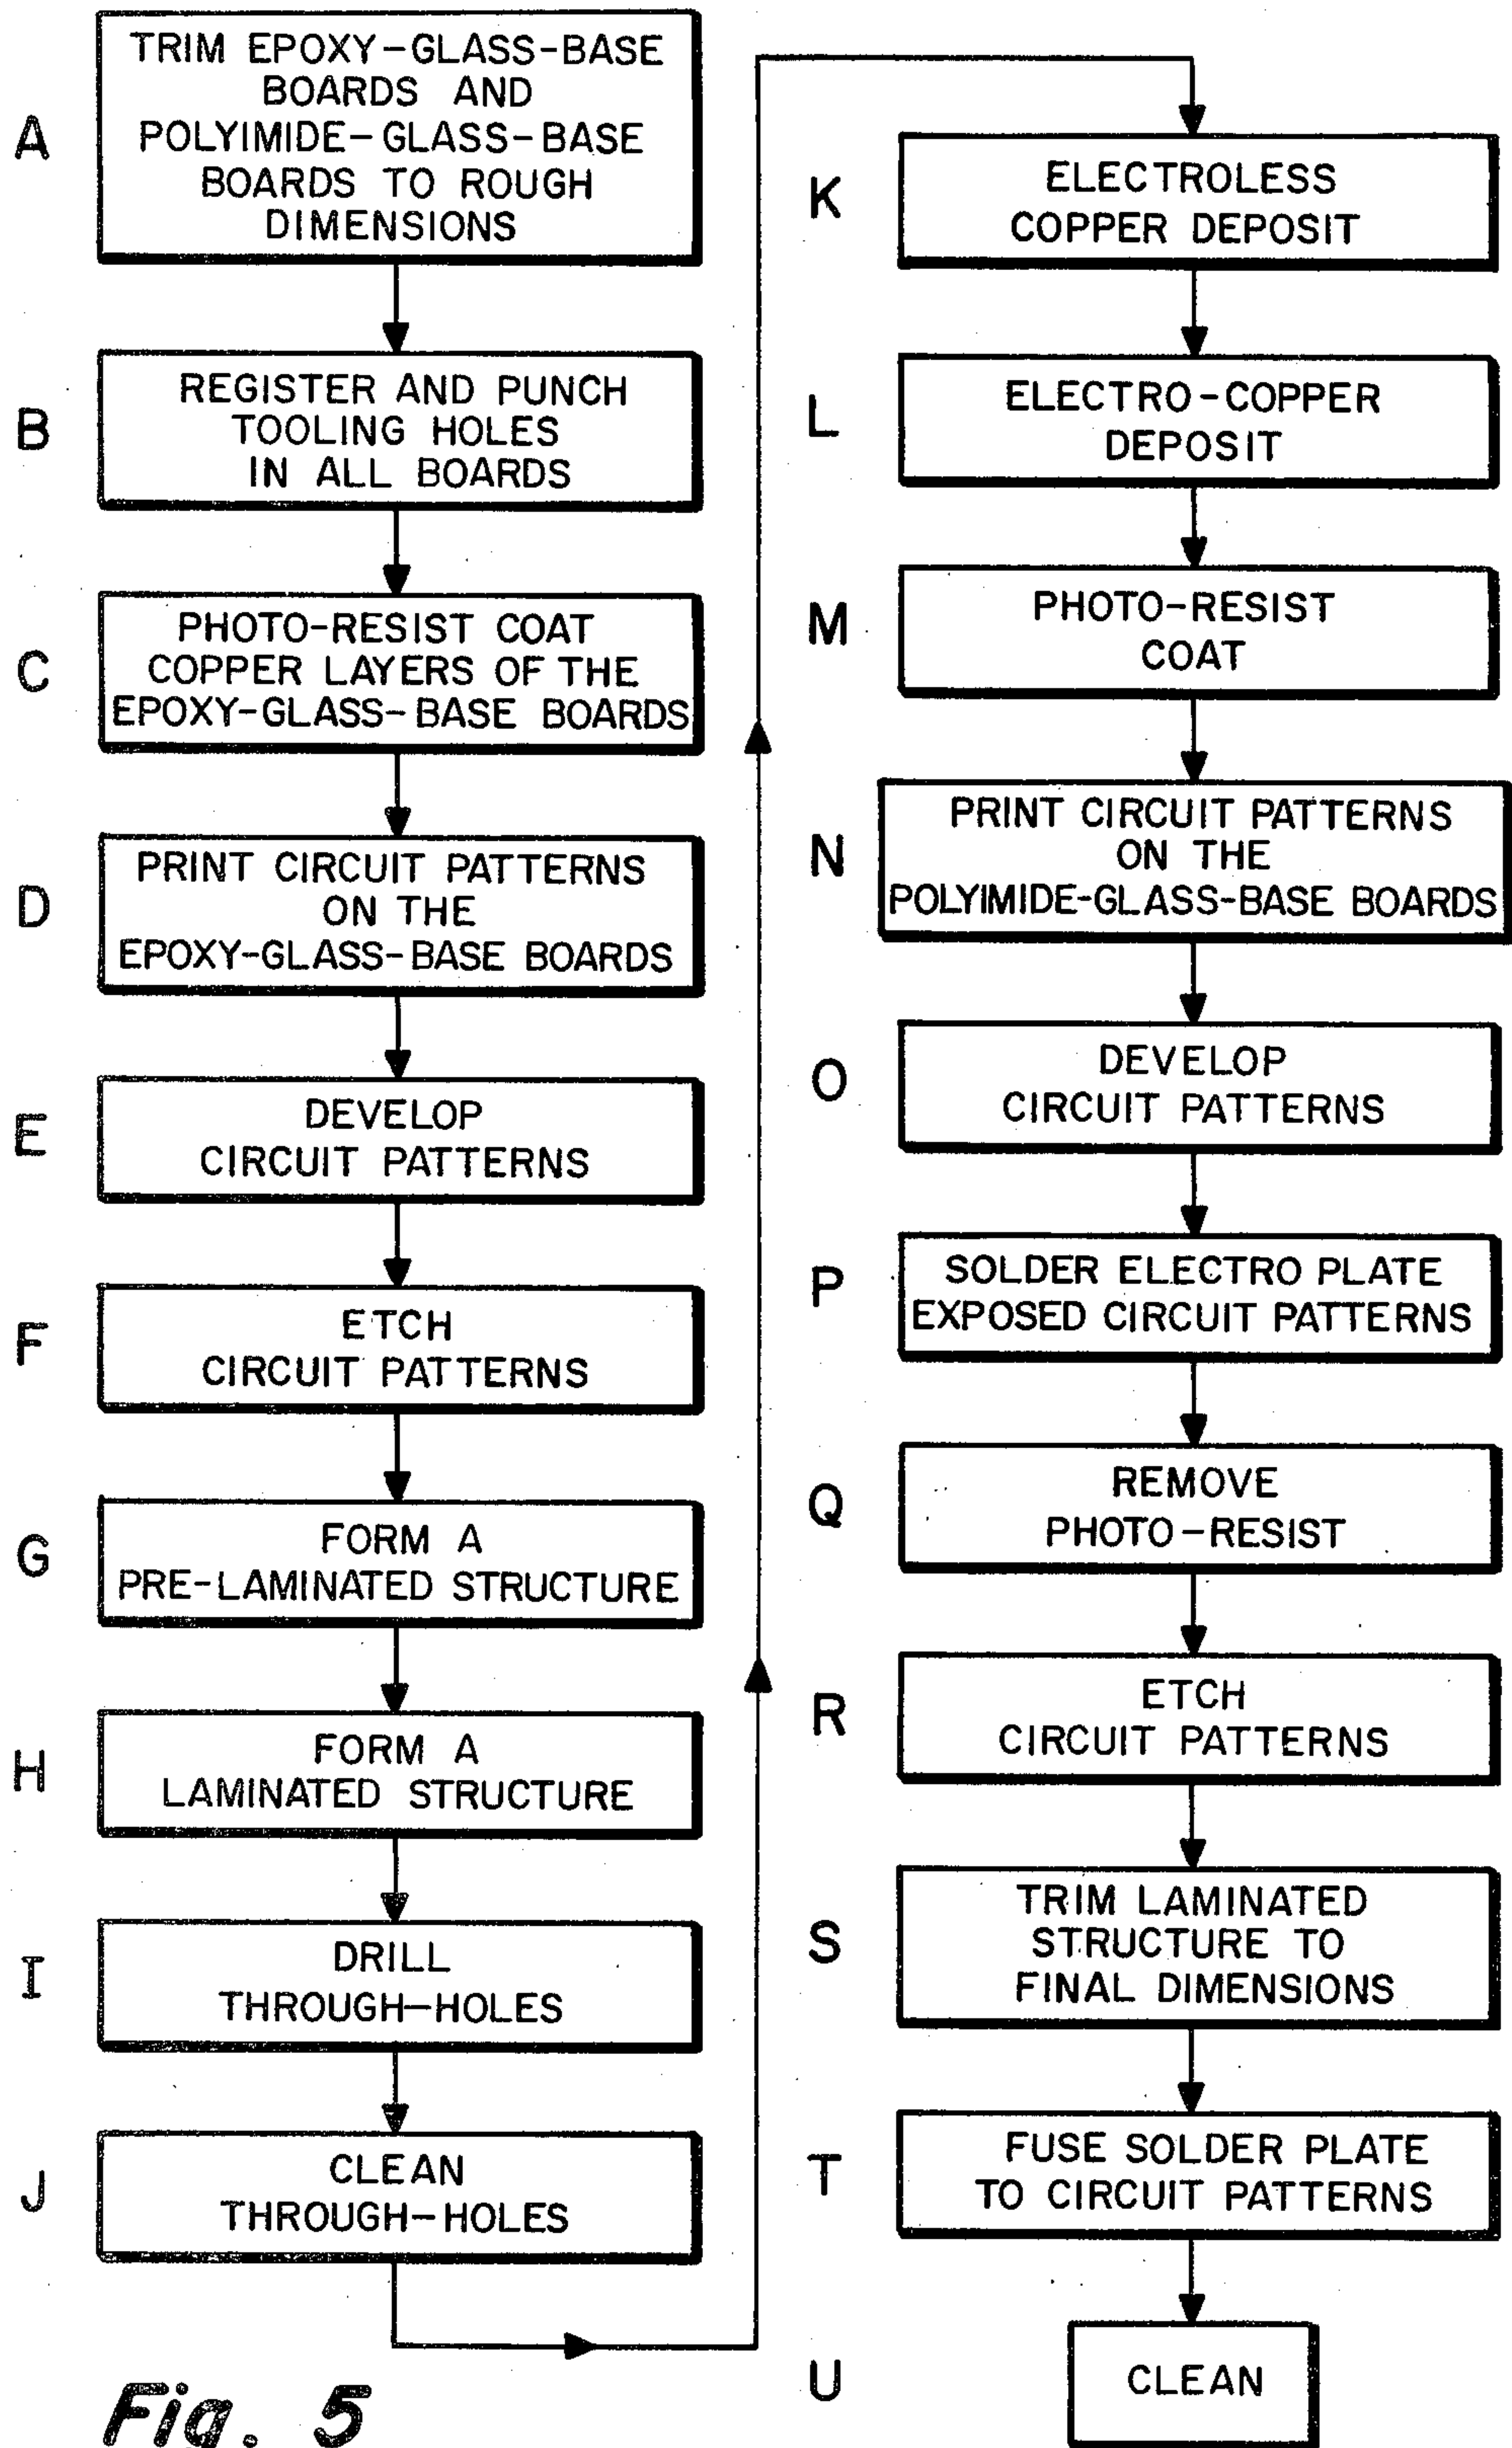 A
TRIM EPOXY-GLASS-BASE
BOARDS AND
POLYIMIDE-GLASS-BASE
BOARDS TO ROUGH
DIMENSIONS
B
REGISTER AND PUNCH
TOOLING HOLES
IN ALL BOARDS
C
PHOTO-RESIST COAT
COPPER LAYERS OF THE
EPOXY-GLASS-BASE BOARDS
D
PRINT CIRCUIT PATTERNS
ON THE
EPOXY-GLASS-BASE BOARDS
E
DEVELOP
CIRCUIT PATTERNS
F
ETCH
CIRCUIT PATTERNS
G
FORM A
PRE-LAMINATED STRUCTURE
H
FORM A
LAMINATED STRUCTURE
I
DRILL
THROUGH-HOLES
J
CLEAN
THROUGH-HOLES
K
ELECTROLESS
COPPER DEPOSIT
L
ELECTRO-COPPER
DEPOSIT
M
PHOTO-RESIST
COAT
N
PRINT CIRCUIT PATTERNS
ON THE
POLYIMIDE-GLASS-BASE BOARDS
O
DEVELOP
CIRCUIT PATTERNS
P
SOLDER ELECTRO PLATE
EXPOSED CIRCUIT PATTERNS
Q
REMOVE
PHOTO-RESIST
R
ETCH
CIRCUIT PATTERNS
S
TRIM LAMINATED
STRUCTURE TO
FINAL DIMENSIONS
T
FUSE SOLDER PLATE
TO CIRCUIT PATTERNS
U
CLEAN
Fig. 5